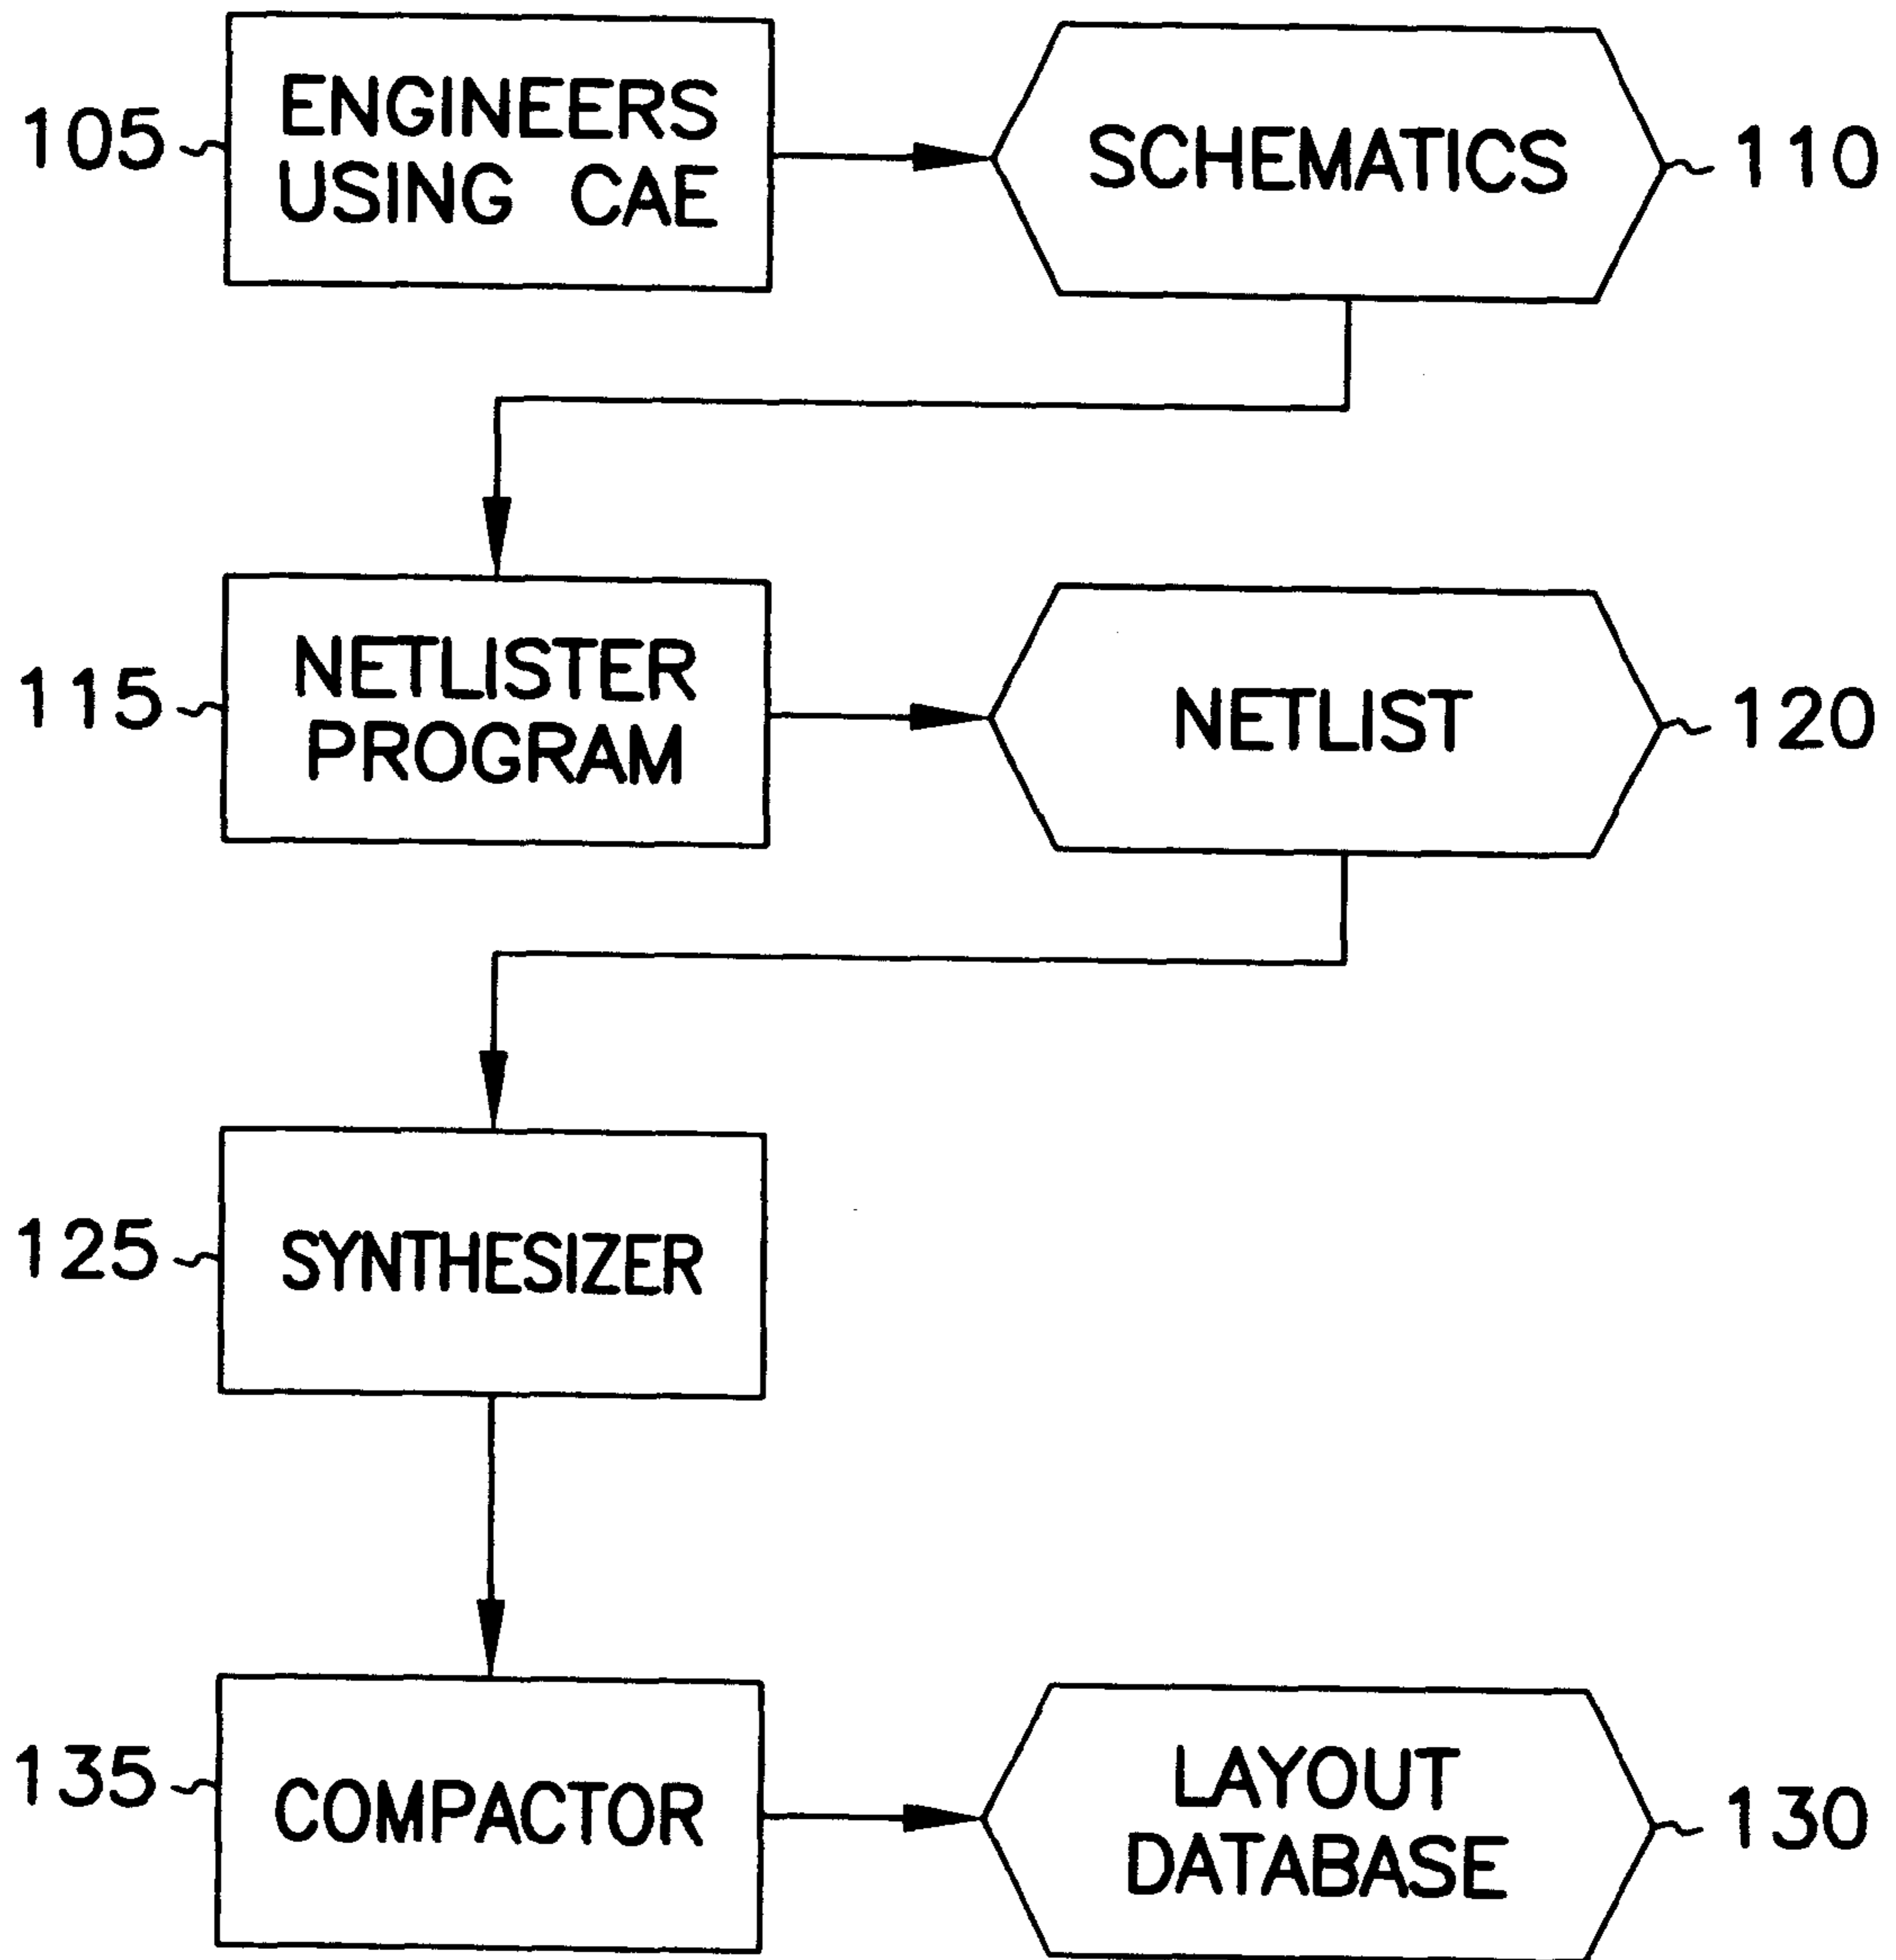 105
ENGINEERS
USING CAE
SCHEMATICS
110
115
NETLISTER
PROGRAM
NETLIST
120
125
SYNTHESIZER
135
COMPACTOR
LAYOUT
DATABASE
130